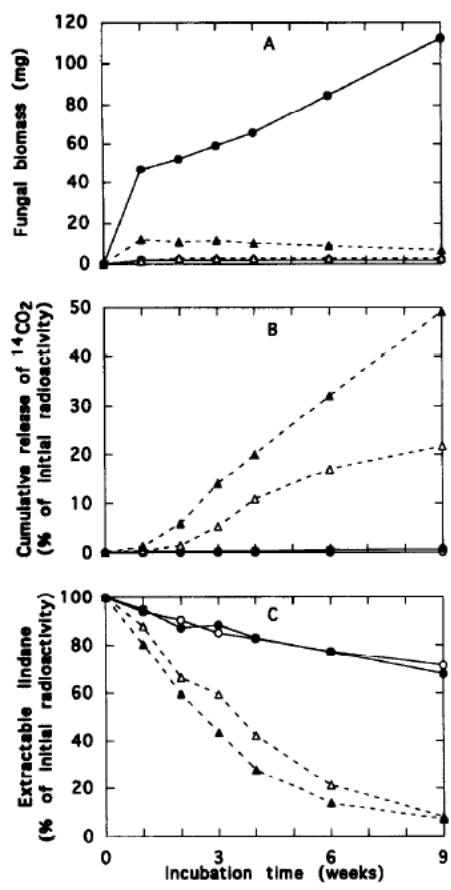 120
100
80
60
40
20
0
Fungal biomass (mg)
A
50
40
30
20
10
0
Cumulative release of ¹⁴CO₂
(% of initial radioactivity)
B
100
80
60
40
20
0
Extractable lindane
(% of initial radioactivity)
C
0 3 6 9
Incubation time (weeks)